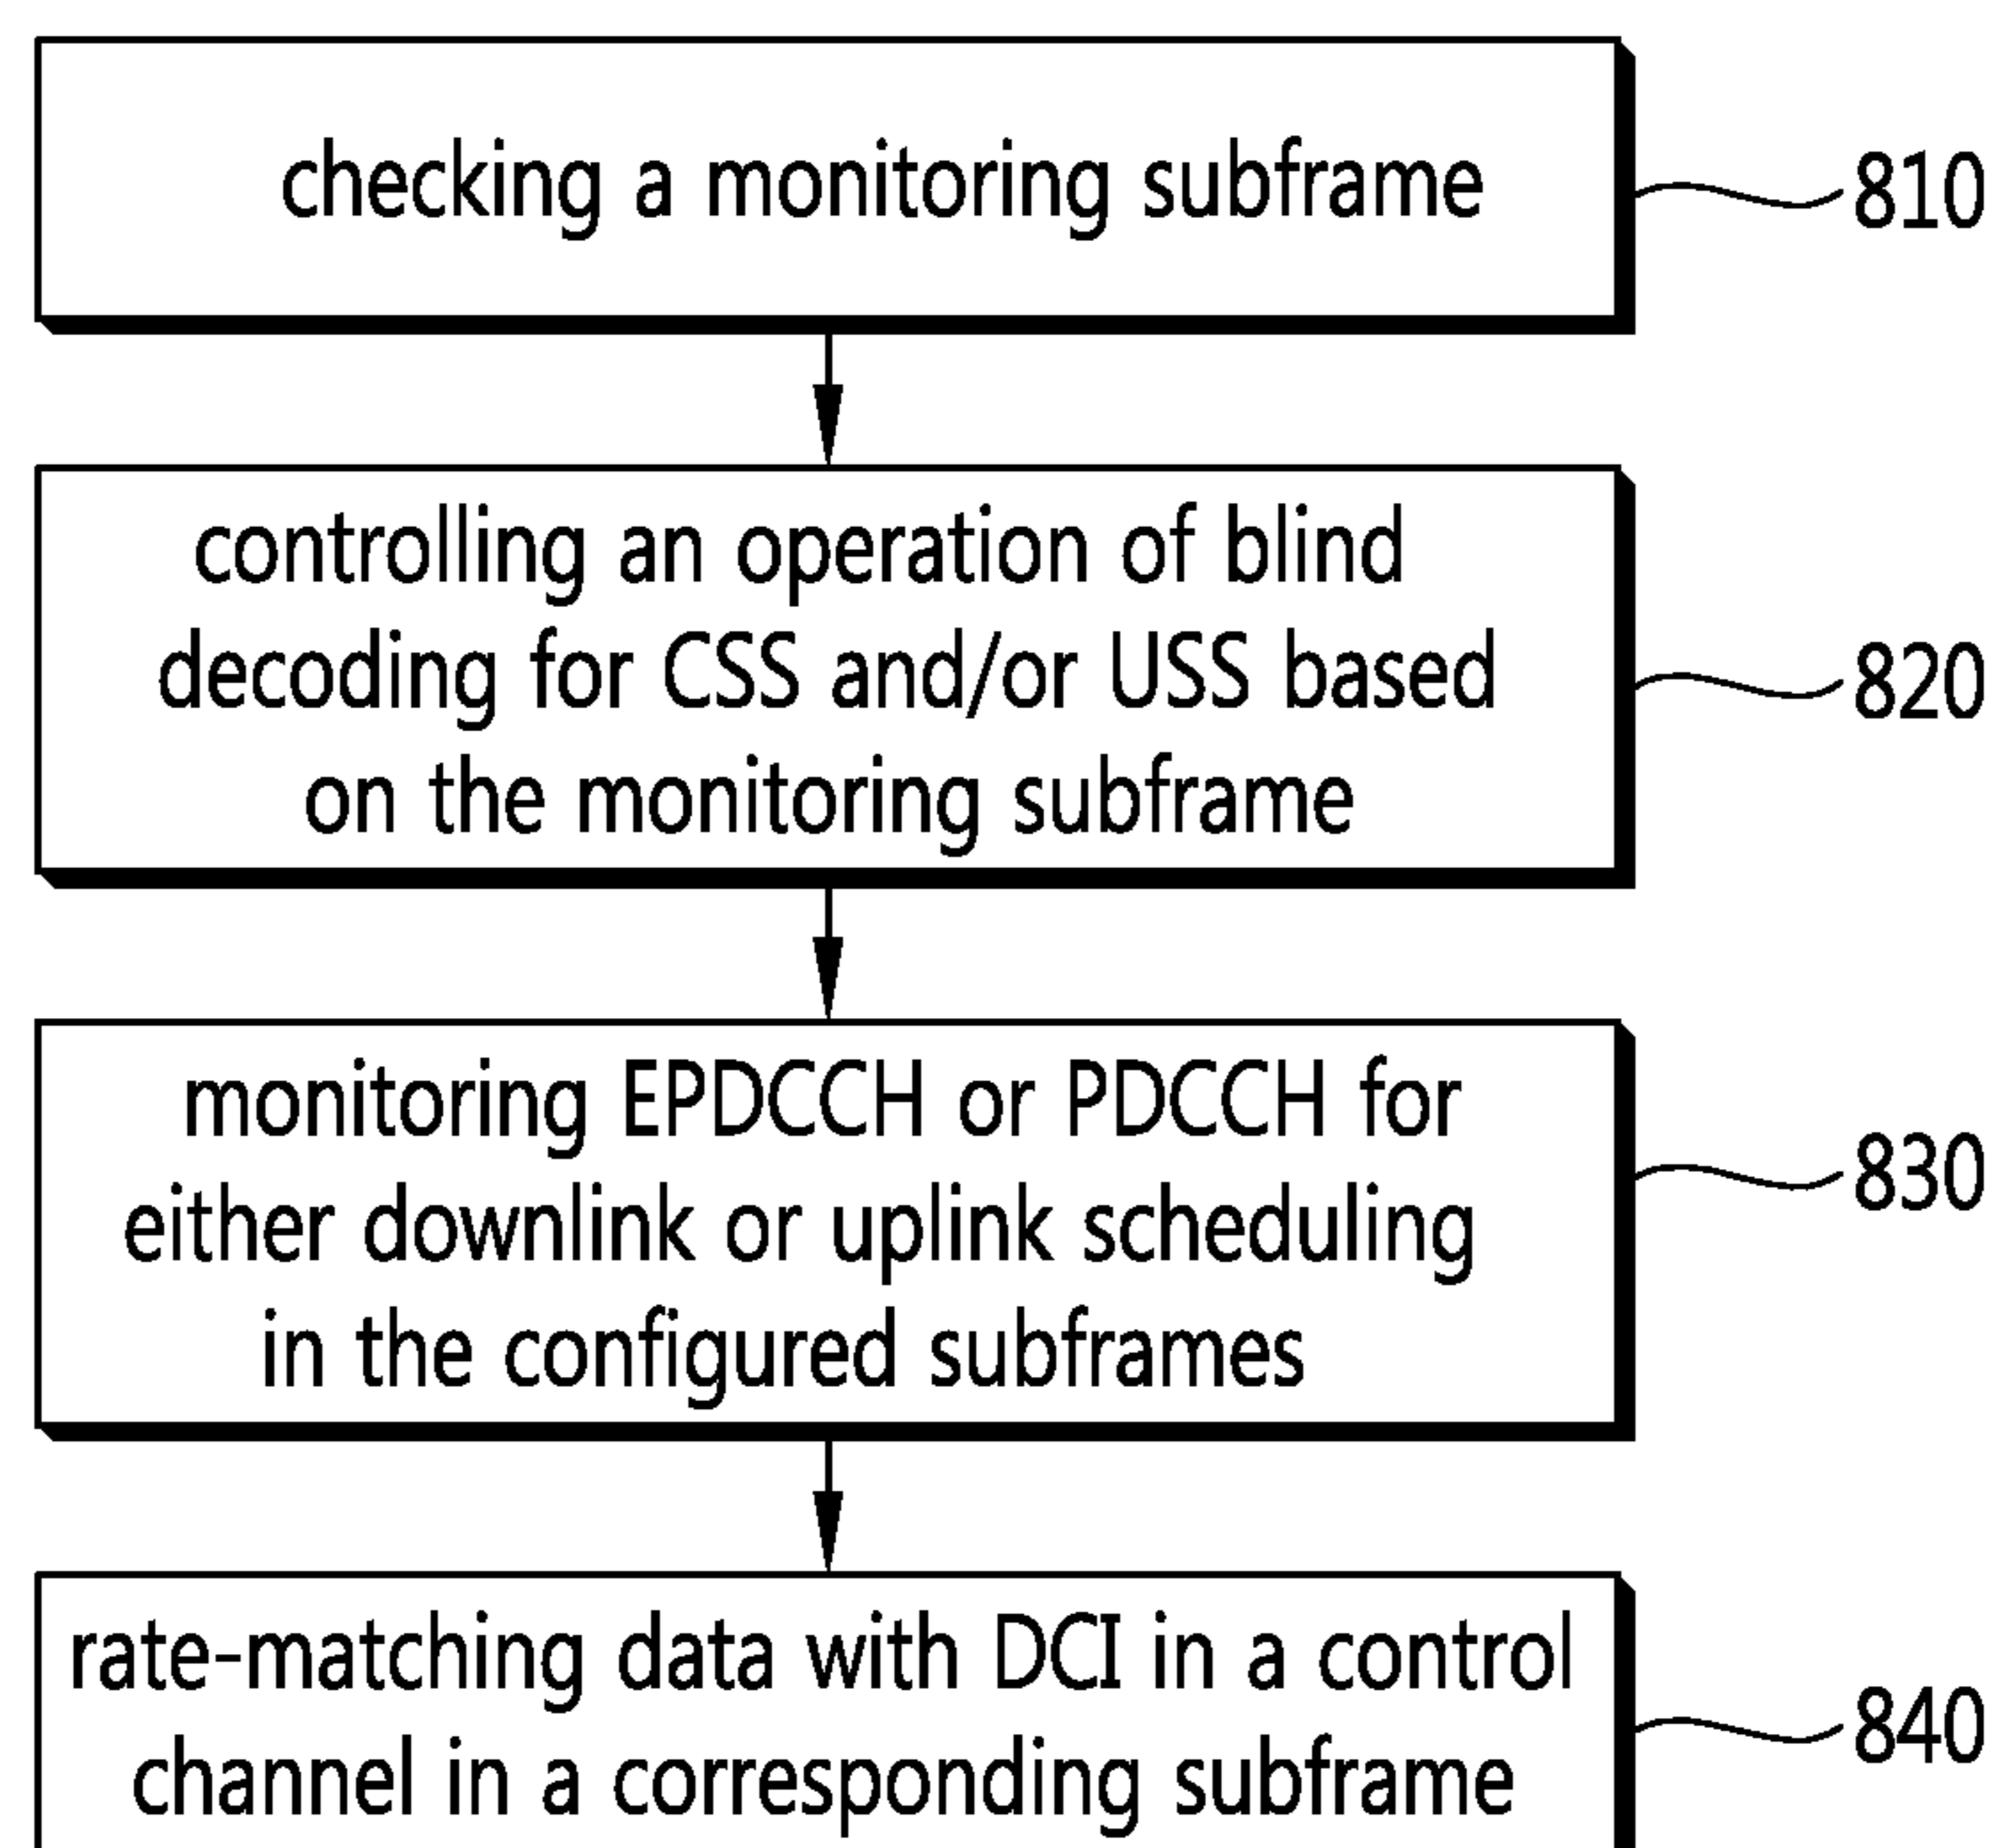 checking a monitoring subframe
810
controlling an operation of blind
decoding for CSS and/or USS based
on the monitoring subframe
820
monitoring EPDCCH or PDCCH for
either downlink or uplink scheduling
in the configured subframes
830
rate-matching data with DCI in a control
channel in a corresponding subframe
840